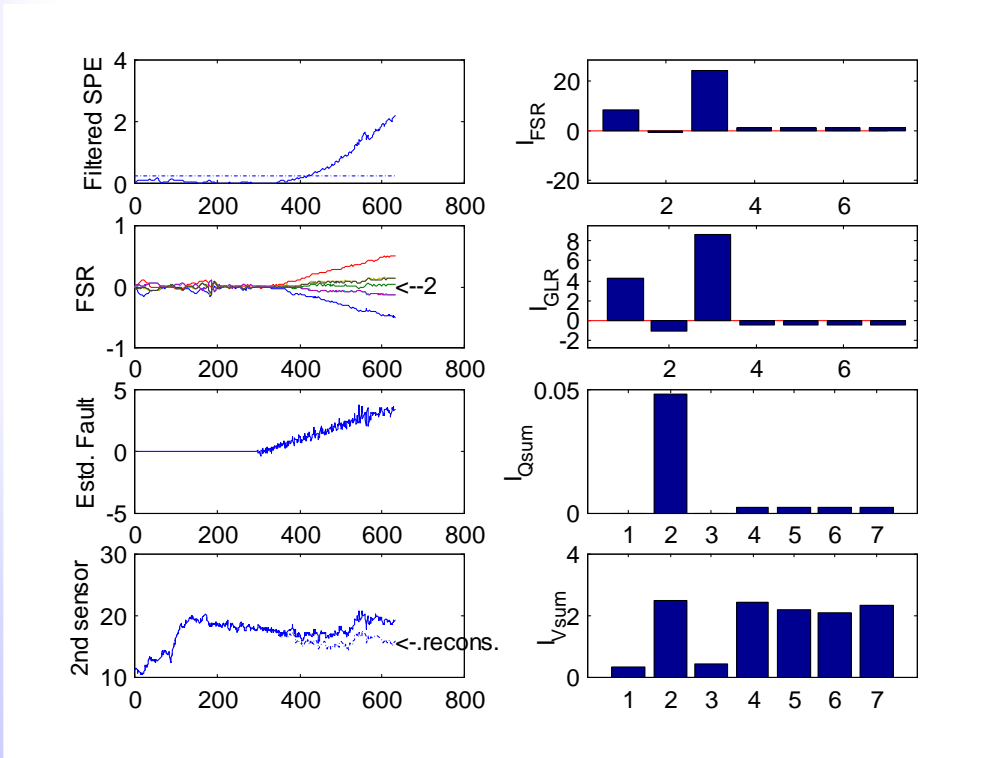 Filtered SPE
4
2
0
0 200 400 600 800
I_FSR
20
0
-20
2 4 6
FSR
1
0
-1
<--2
0 200 400 600 800
I_GLR
8
6
4
2
0
-2
2 4 6
Estd. Fault
5
0
-5
0 200 400 600 800
I_Qsum
0.05
0
1 2 3 4 5 6 7
2nd sensor
30
20
10
<-.recons.
0 200 400 600 800
I_Vsum
4
2
0
1 2 3 4 5 6 7